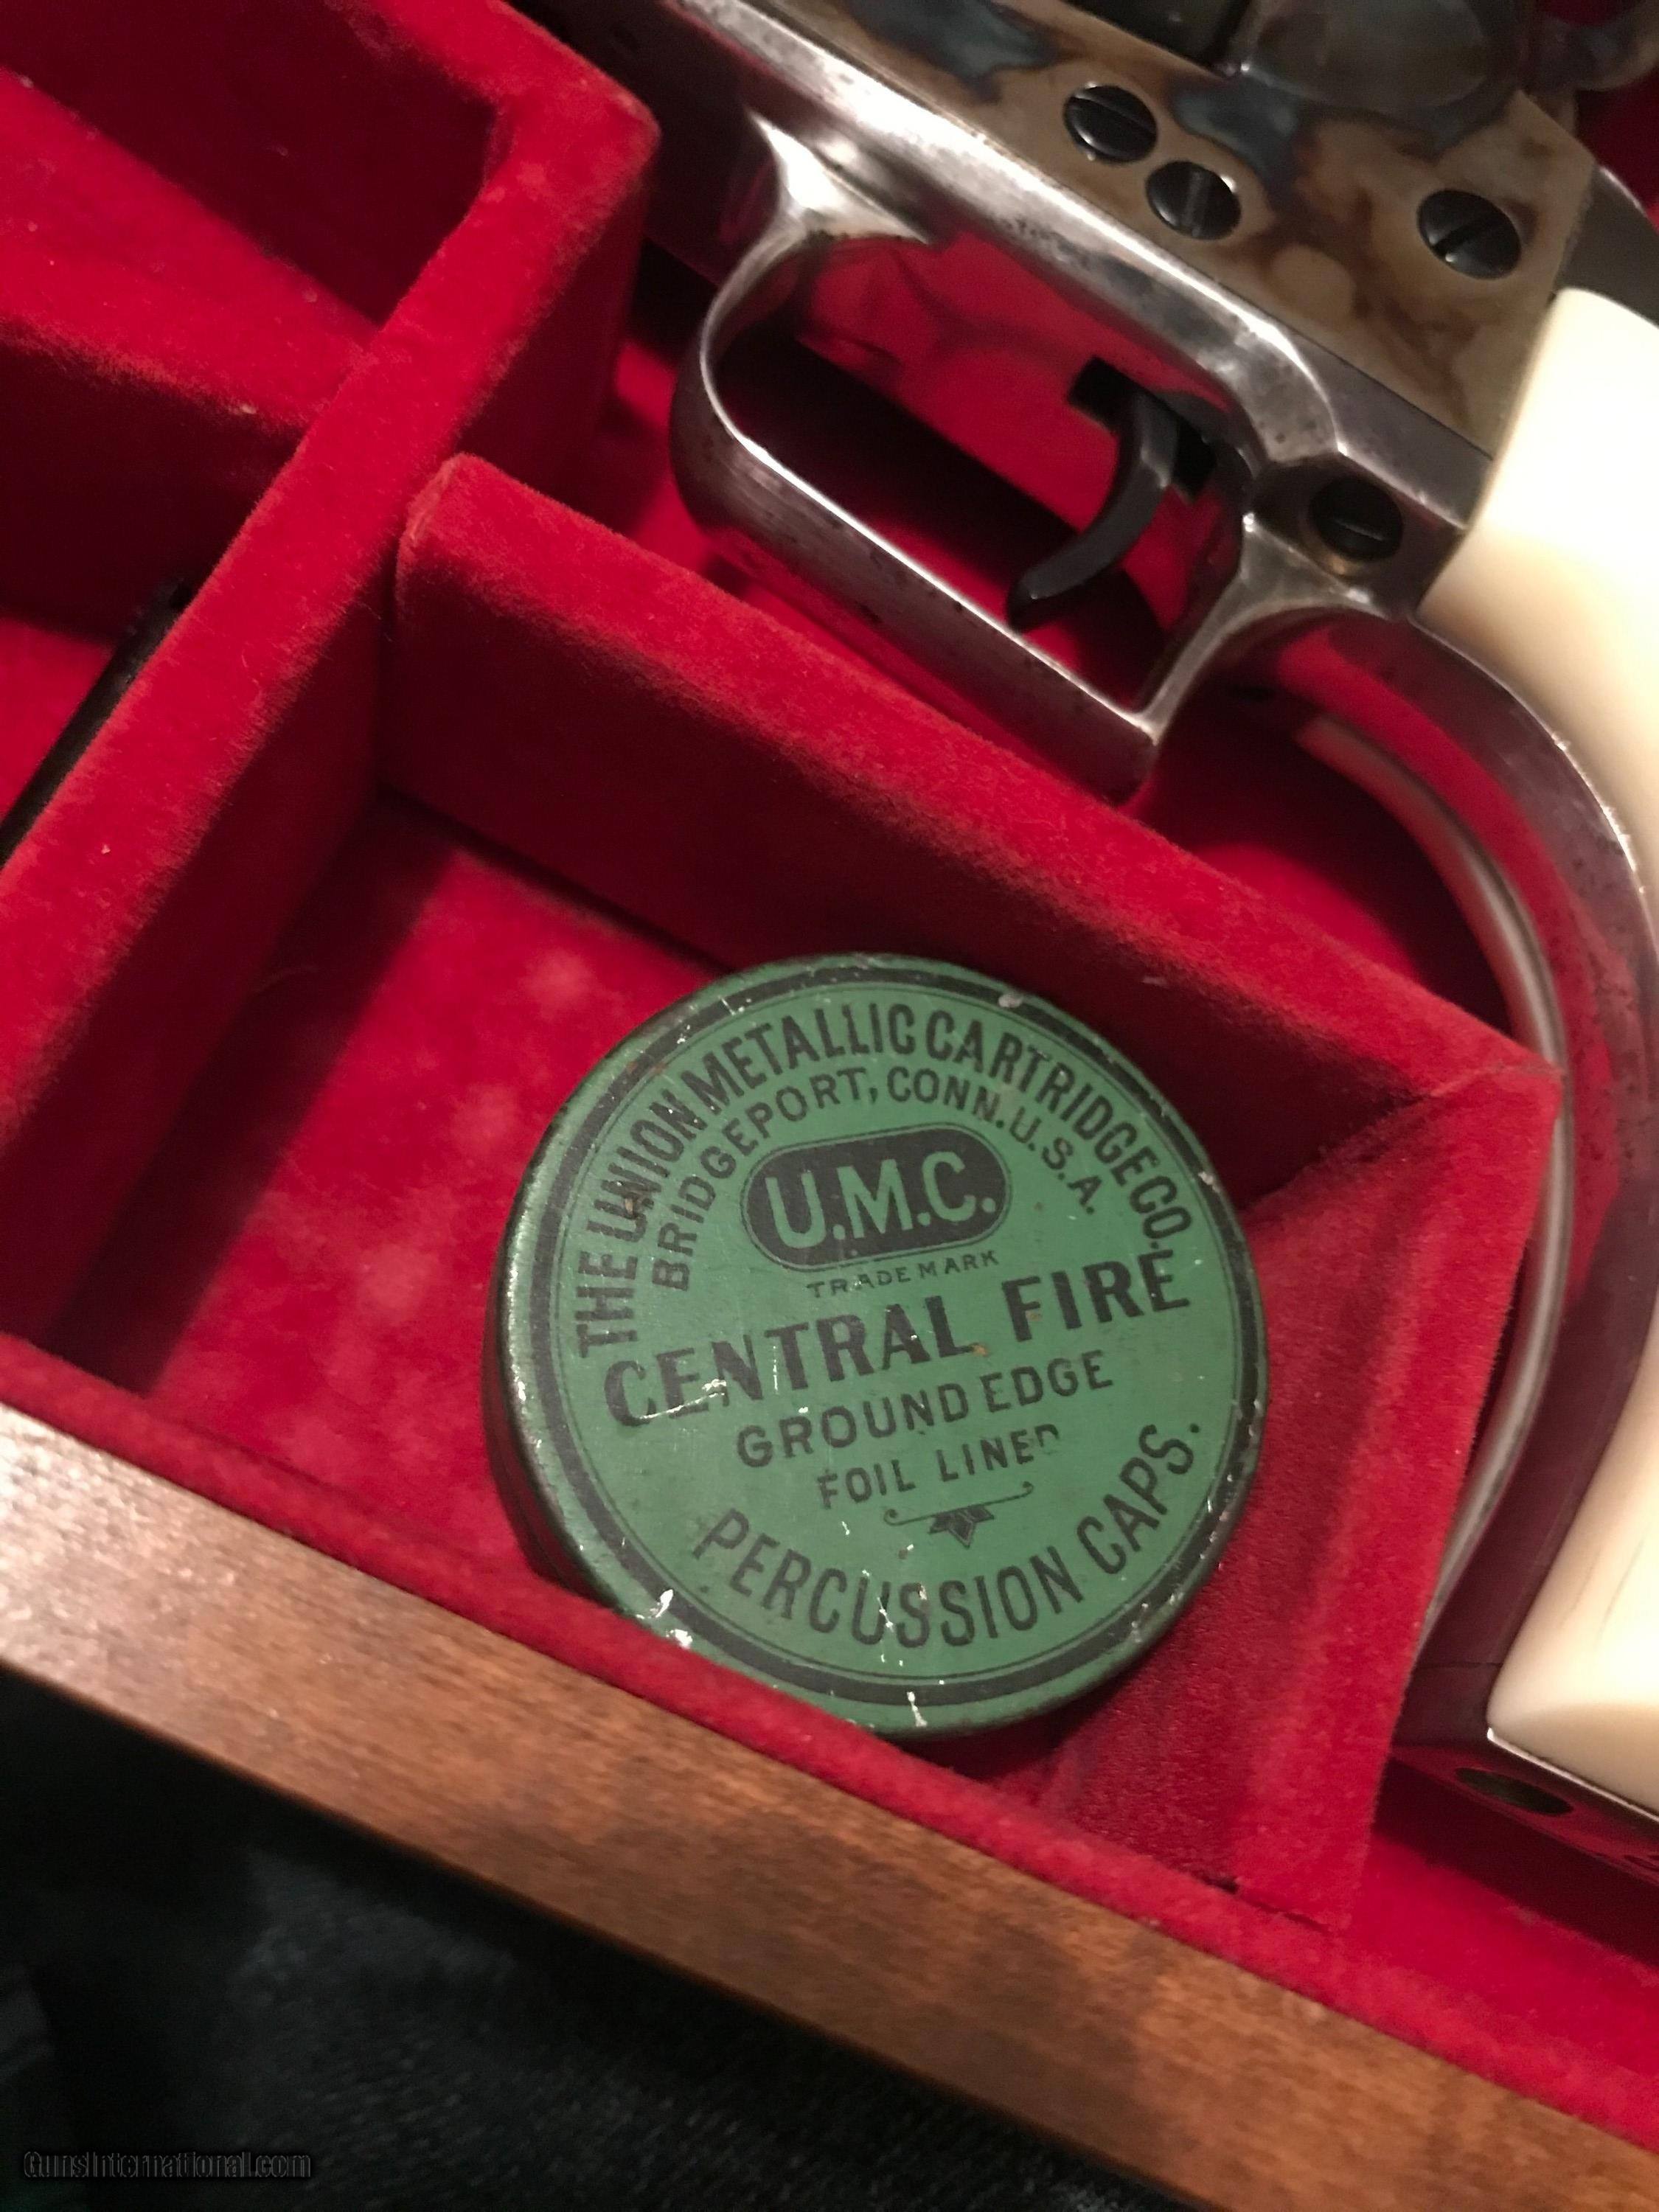 THE UNION METALLIC CARTRIDGE CO.,
BRIDGEPORT, CONN. U.S.A.
U.M.C.
TRADE MARK
CENTRAL FIRE
GROUND EDGE
FOIL LINED
PERCUSSION CAPS.
GunsInternational.com